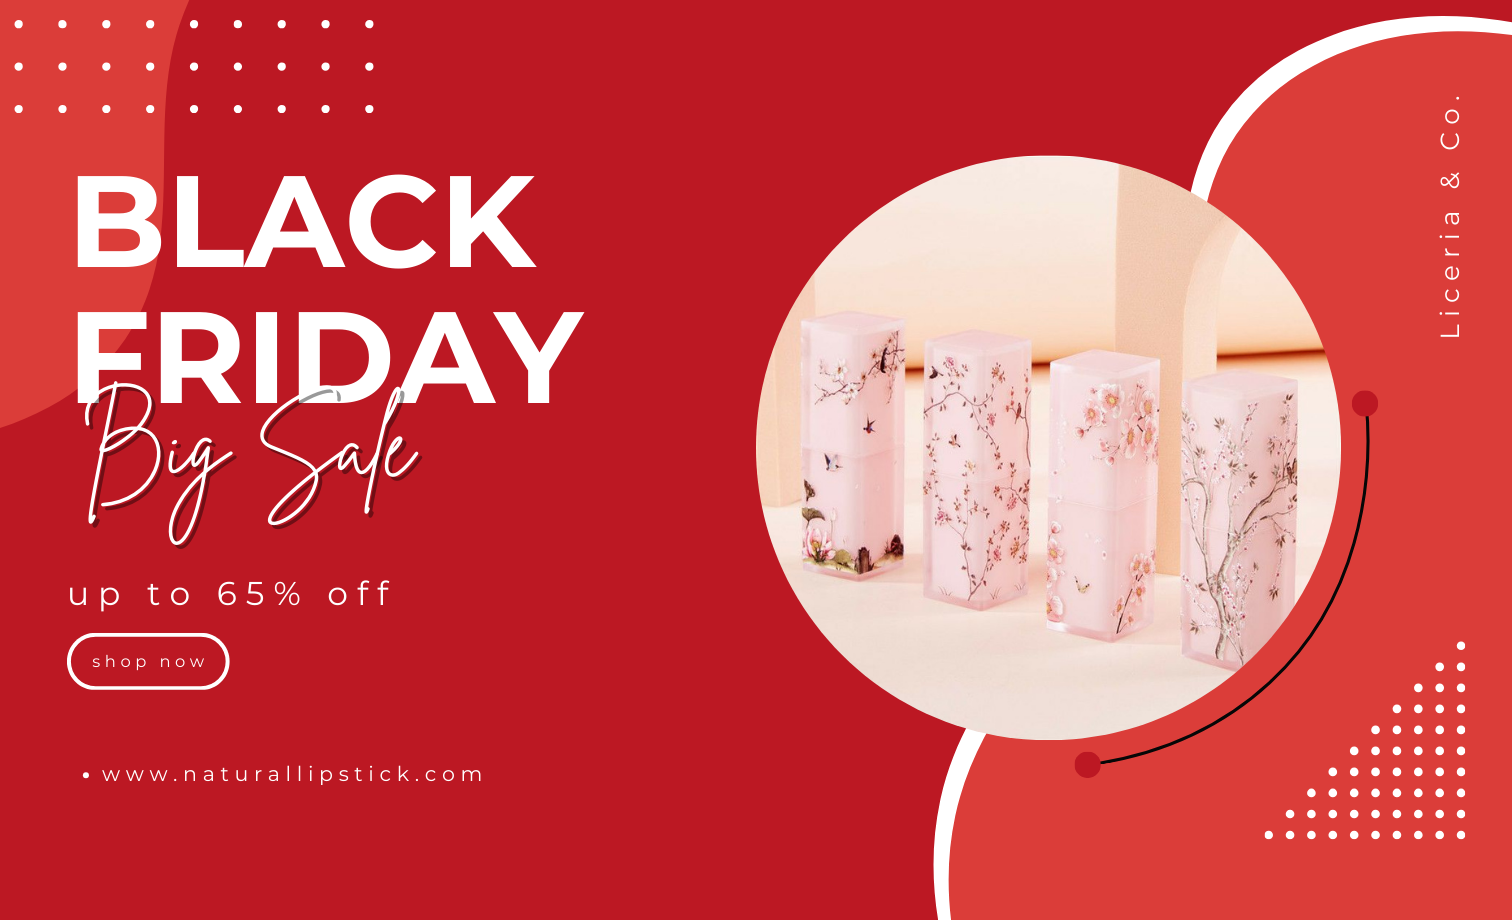 BLACK
FRIDAY
Big Sale
up to 65% off
shop now
• www.naturallipstick.com
Liceria & Co.